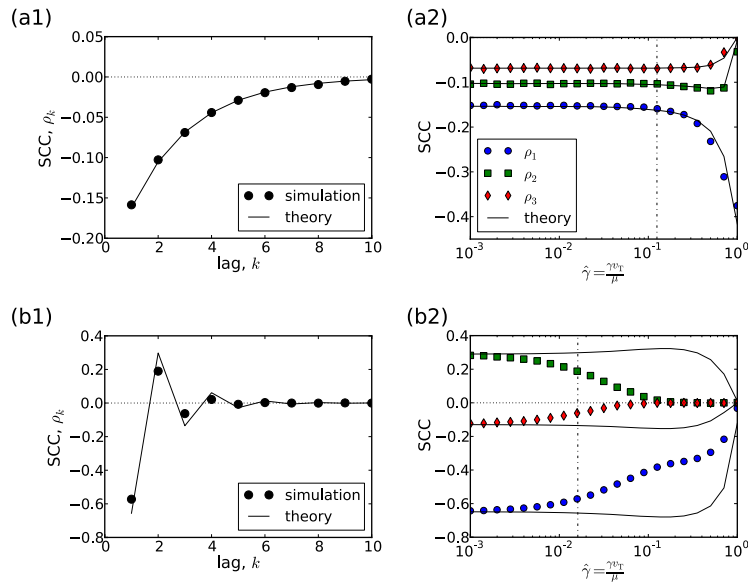 (a1)
0.05
0.00
−0.05
−0.10
−0.15
−0.20
SCC, ρ_k
0 2 4 6 8 10
lag, k
simulation
theory
(a2)
0.0
−0.1
−0.2
−0.3
−0.4
SCC
ρ_1
ρ_2
ρ_3
theory
10^{-3} 10^{-2} 10^{-1} 10^{0}
\hat{γ} = \frac{γv_T}{μ}
(b1)
0.4
0.2
0.0
−0.2
−0.4
−0.6
−0.8
SCC, ρ_k
0 2 4 6 8 10
lag, k
simulation
theory
(b2)
0.4
0.2
0.0
−0.2
−0.4
−0.6
−0.8
SCC
10^{-3} 10^{-2} 10^{-1} 10^{0}
\hat{γ} = \frac{γv_T}{μ}